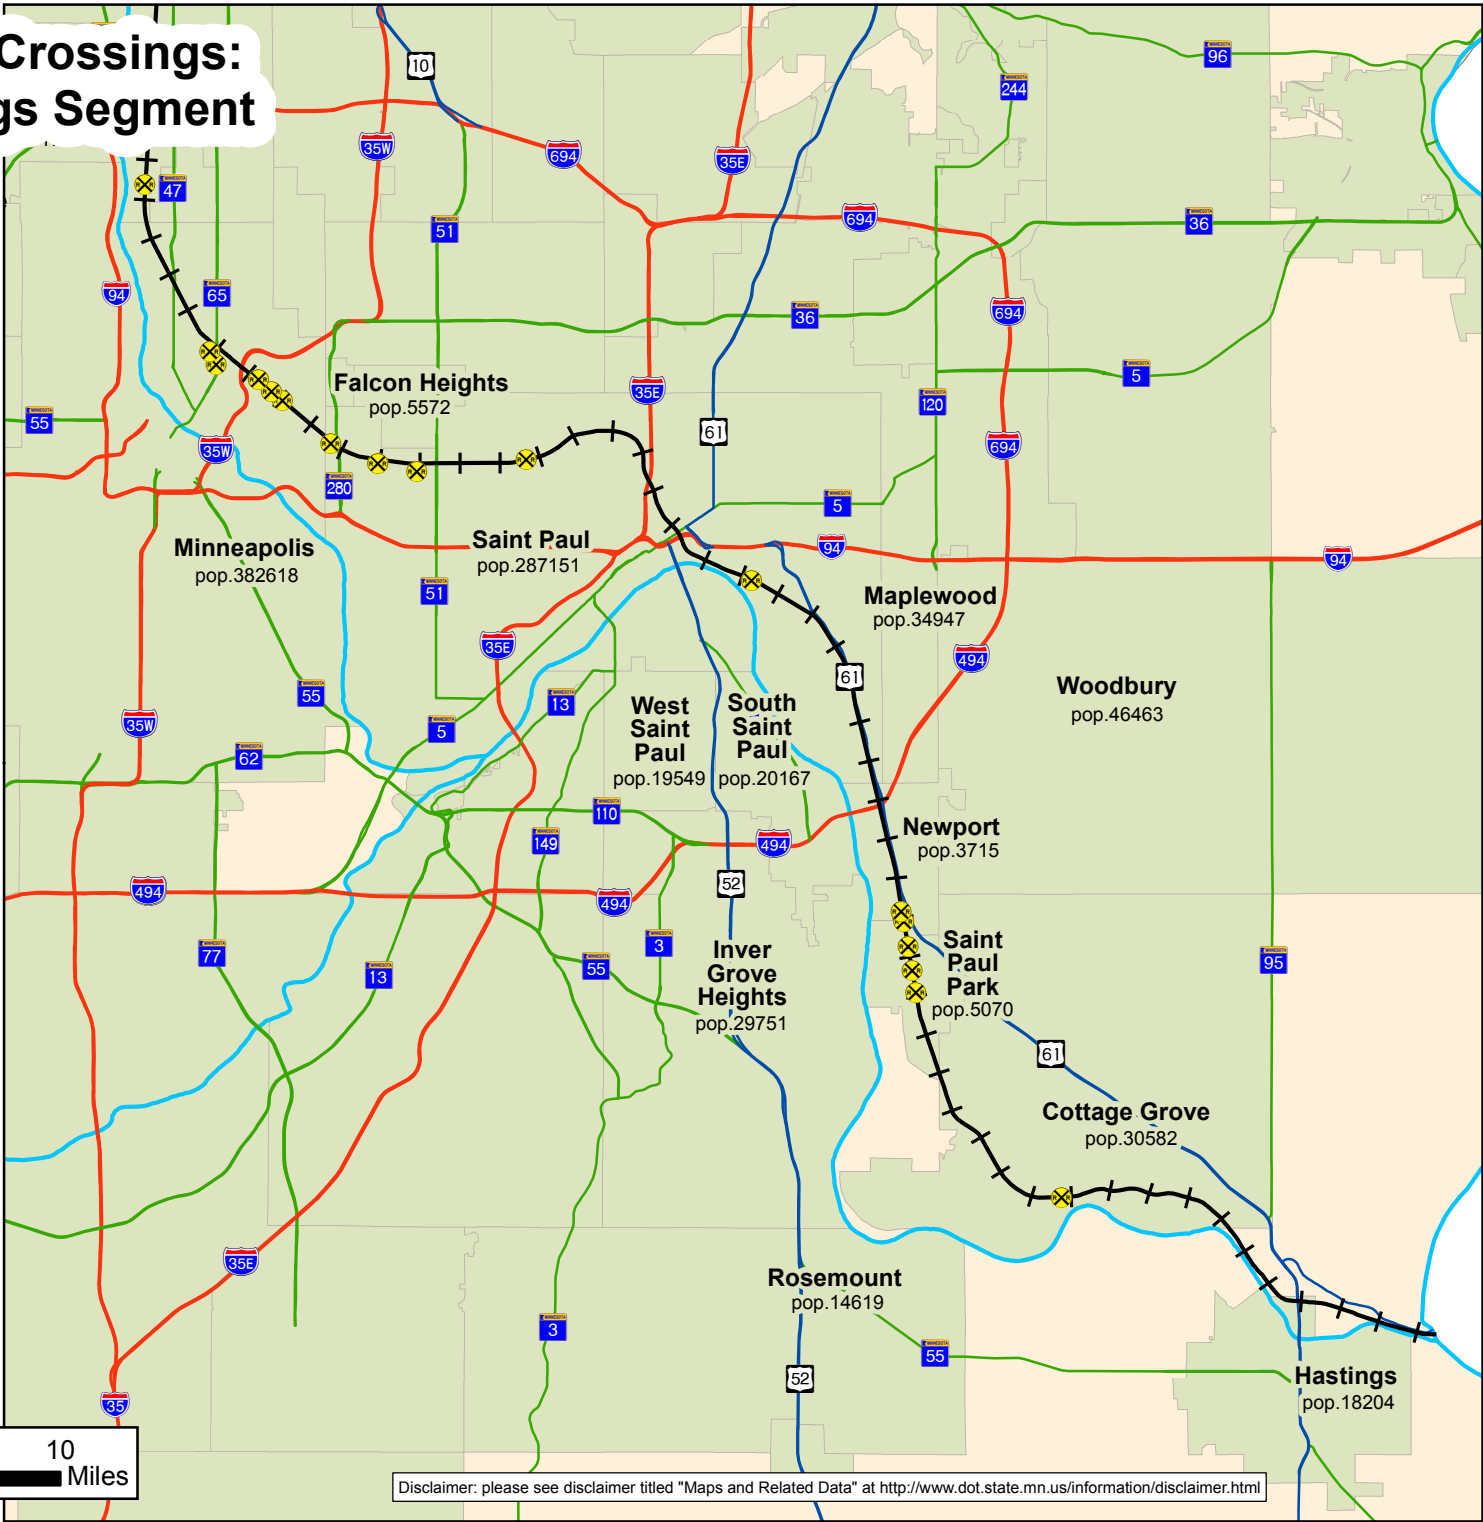 Crossings:
gs Segment
10
96
244
35W
694
35E
47
51
694
36
94
65
36
694
5
Falcon Heights
pop.5572
35E
120
55
61
35W
694
280
5
Minneapolis
pop.382618
Saint Paul
pop.287151
94
94
51
Maplewood
pop.34947
35E
494
61
55
13
West
Saint
Paul
pop.19549
South
Saint
Paul
pop.20167
Woodbury
pop.46463
35W
5
62
110
149
494
Newport
pop.3715
494
52
494
77
13
55
3
Inver
Grove
Heights
pop.29751
Saint
Paul
Park
pop.5070
95
61
Cottage Grove
pop.30582
35E
Rosemount
pop.14619
3
55
52
Hastings
pop.18204
35
10
Miles
Disclaimer: please see disclaimer titled "Maps and Related Data" at http://www.dot.state.mn.us/information/disclaimer.html